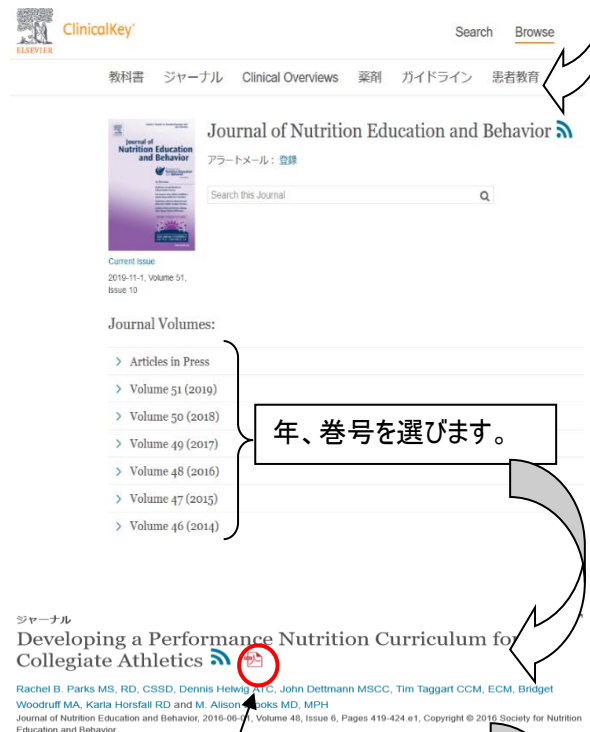 ELSEVIER
ClinicalKey®
Search Browse
教科書 ジャーナル Clinical Overviews 薬剤 ガイドライン 患者教育
Journal of
Nutrition Education
and Behavior
Journal of Nutrition Education and Behavior
アラートメール : 登録
Search this Journal
Current Issue
2019-11-1, Volume 51,
Issue 10
Journal Volumes:
Articles in Press
Volume 51 (2019)
Volume 50 (2018)
Volume 49 (2017)
Volume 48 (2016)
Volume 47 (2015)
Volume 46 (2014)
年、巻号を選びます。
ジャーナル
Developing a Performance Nutrition Curriculum for
Collegiate Athletics
Rachel B. Parks MS, RD, CSSD, Dennis Helwig ATC, John Dettmann MSCC, Tim Taggart CCM, ECM, Bridget
Woodruff MA, Karla Horsfall RD and M. Alison Brooks MD, MPH
Journal of Nutrition Education and Behavior, 2016-06-01, Volume 48, Issue 6, Pages 419-424.e1, Copyright © 2016 Society for Nutrition
Education and Behavior